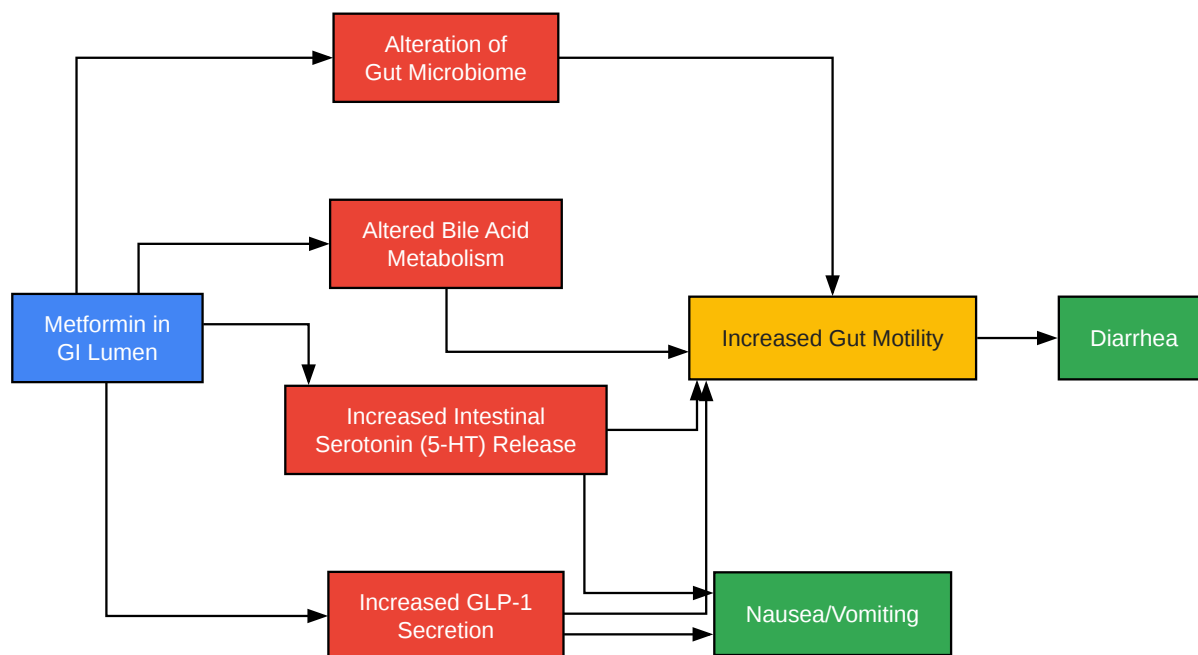 Alteration of
Gut Microbiome
Altered Bile Acid
Metabolism
Metformin in
GI Lumen
Increased Gut Motility
Diarrhea
Increased Intestinal
Serotonin (5-HT) Release
Increased GLP-1
Secretion
Nausea/Vomiting